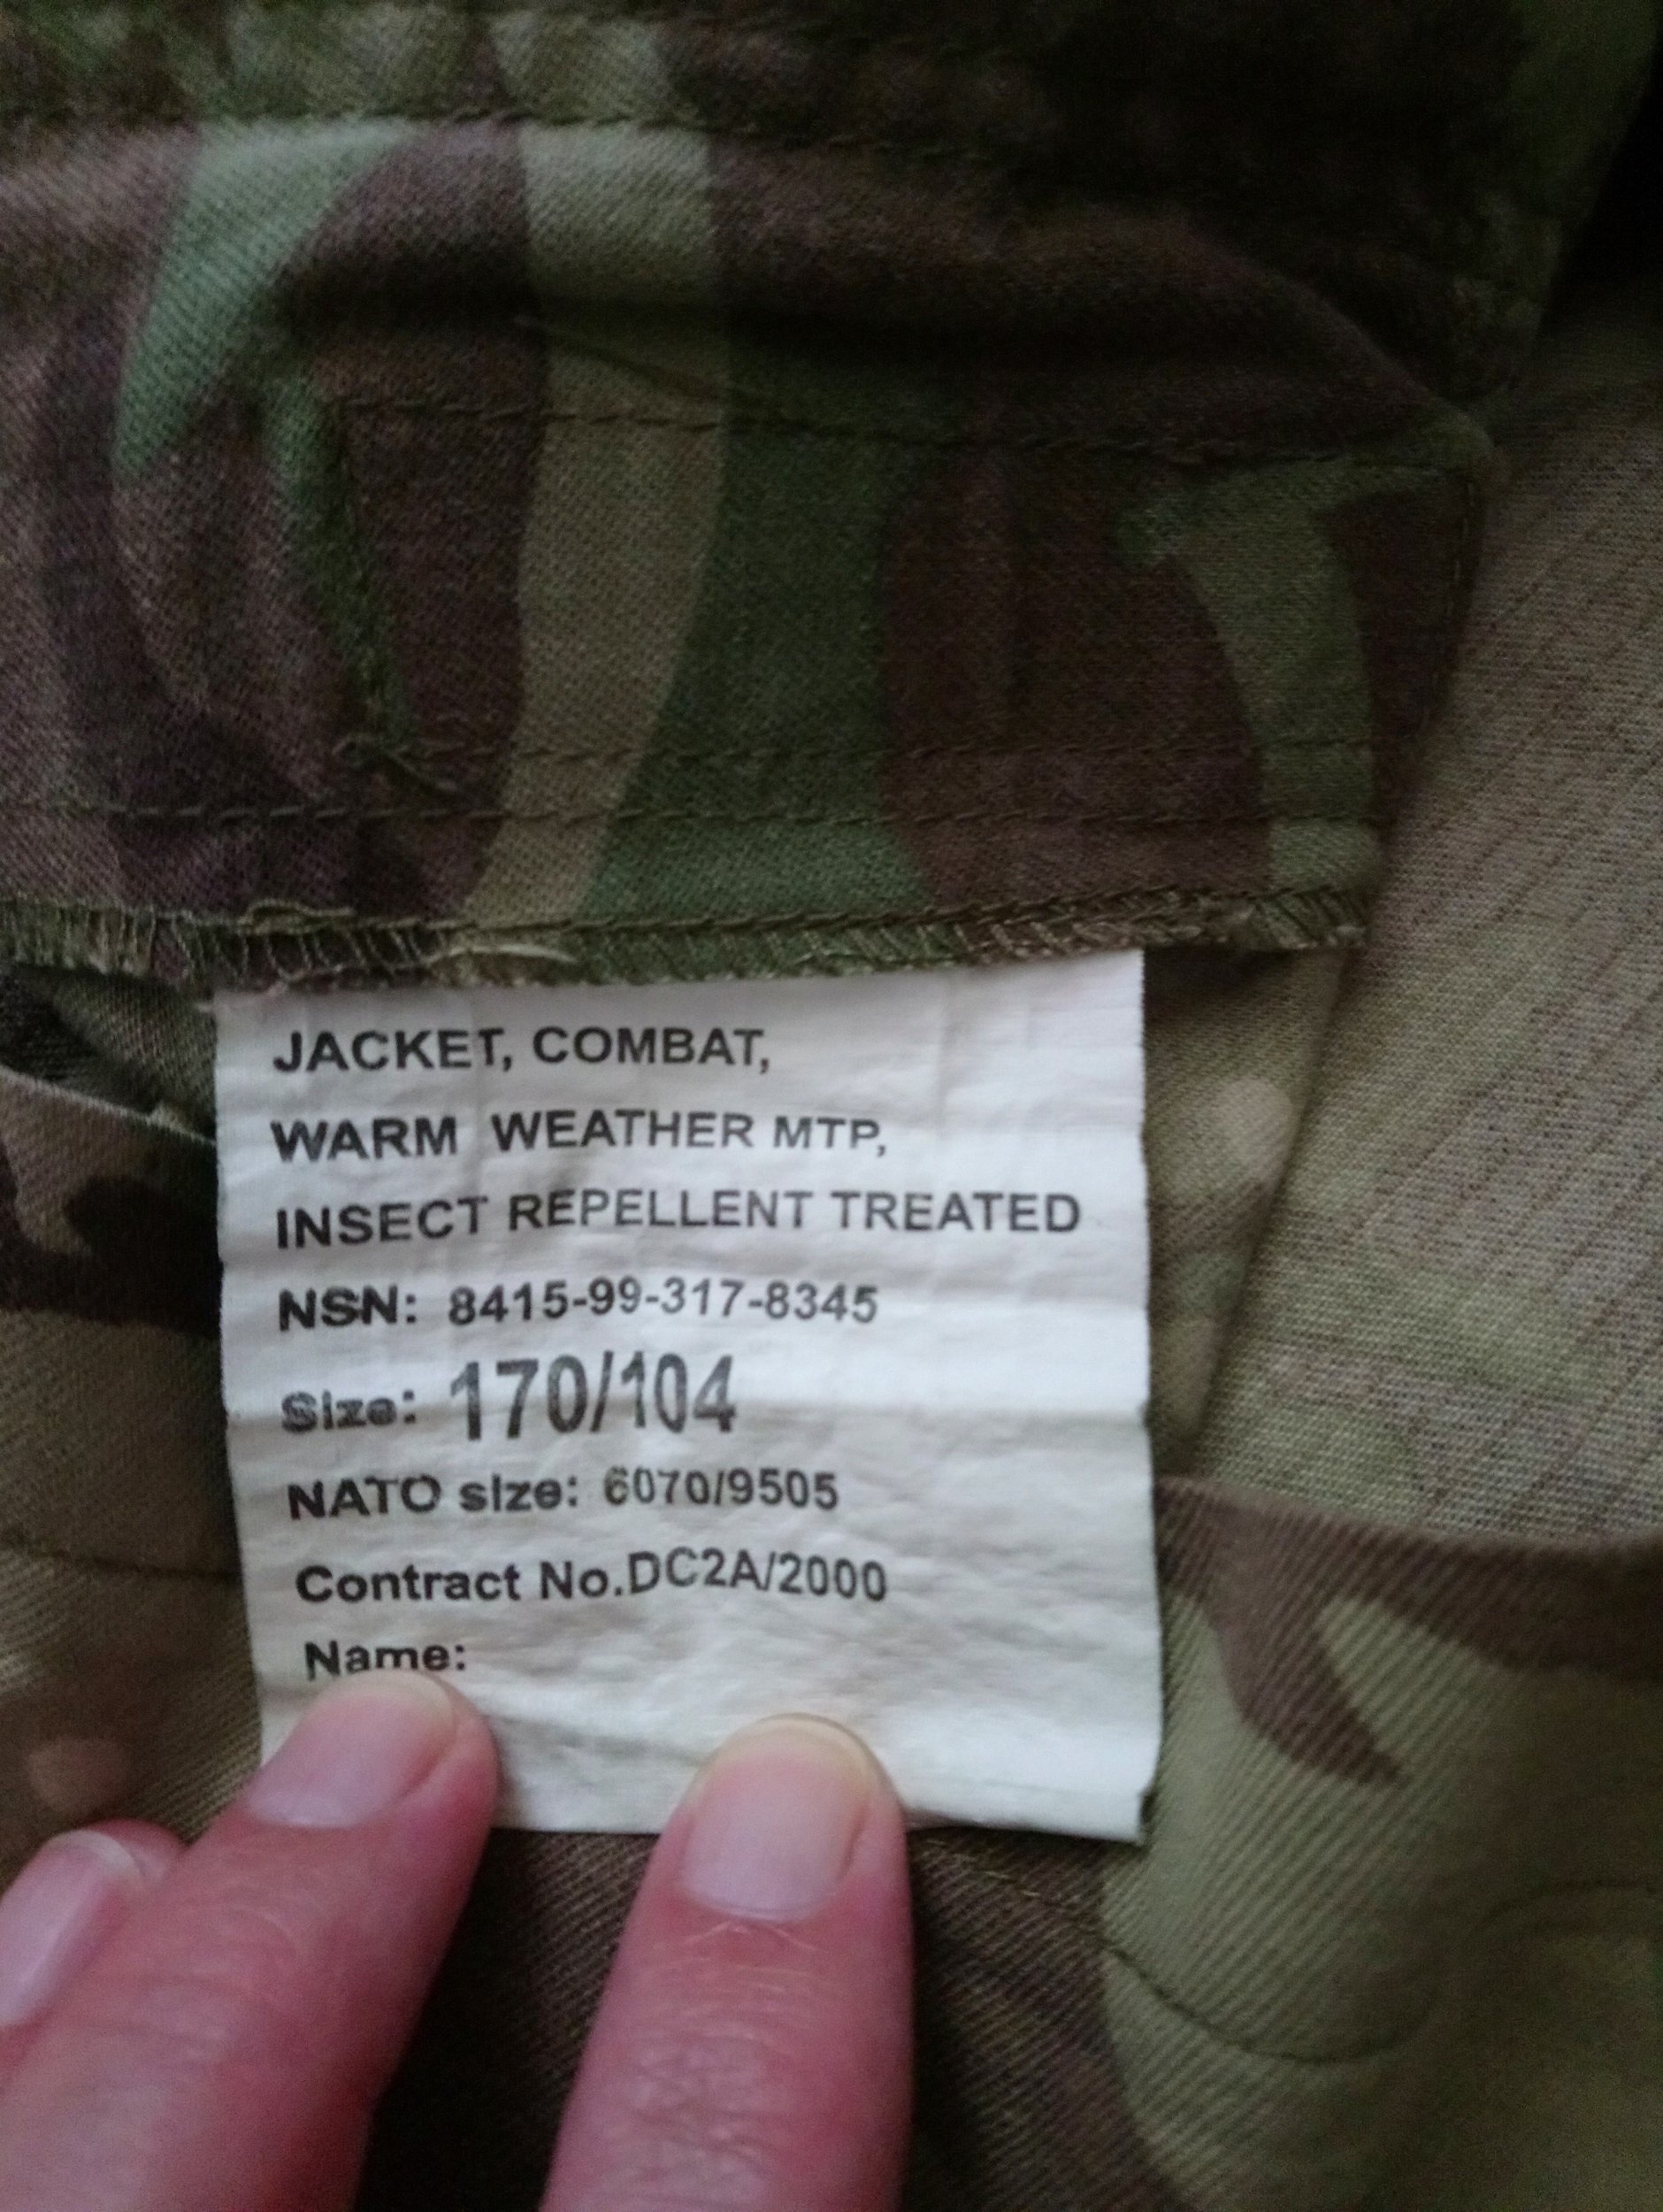 JACKET, COMBAT,
WARM WEATHER MTP,
INSECT REPELLENT TREATED
NSN: 8415-99-317-8345
Size: 170/104
NATO size: 6070/9505
Contract No.DC2A/2000
Name: